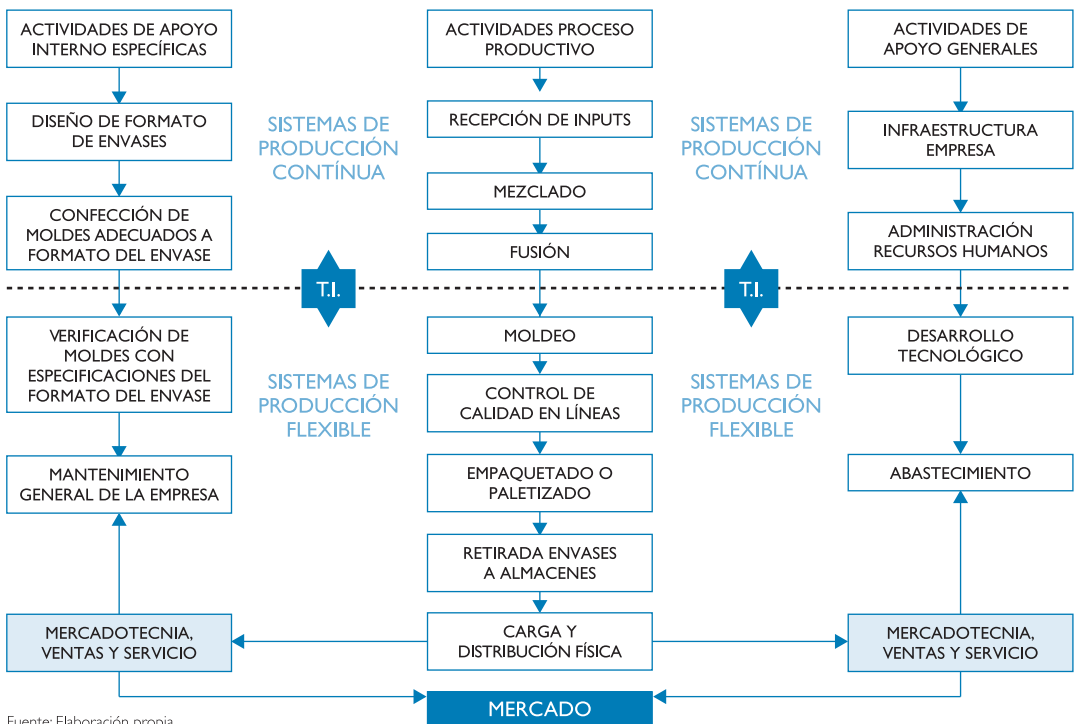 ACTIVIDADES DE APOYO
INTERNO ESPECÍFICAS
DISEÑO DE FORMATO
DE ENVASES
CONFECCIÓN DE
MOLDES ADECUADOS A
FORMATO DEL ENVASE
VERIFICACIÓN DE
MOLDES CON
ESPECIFICACIONES DEL
FORMATO DEL ENVASE
MANTENIMIENTO
GENERAL DE LA EMPRESA
MERCADOTECNIA,
VENTAS Y SERVICIO
SISTEMAS DE
PRODUCCIÓN
CONTÍNUA
T.I.
SISTEMAS DE
PRODUCCIÓN
FLEXIBLE
ACTIVIDADES PROCESO
PRODUCTIVO
RECEPCIÓN DE INPUTS
MEZCLADO
FUSIÓN
MOLDEO
CONTROL DE
CALIDAD EN LÍNEAS
EMPAQUETADO O
PALETIZADO
RETIRADA ENVASES
A ALMACENES
CARGA Y
DISTRIBUCIÓN FÍSICA
MERCADO
SISTEMAS DE
PRODUCCIÓN
CONTÍNUA
T.I.
SISTEMAS DE
PRODUCCIÓN
FLEXIBLE
ACTIVIDADES DE
APOYO GENERALES
INFRAESTRUCTURA
EMPRESA
ADMINISTRACIÓN
RECURSOS HUMANOS
DESARROLLO
TECNOLÓGICO
ABASTECIMIENTO
MERCADOTECNIA,
VENTAS Y SERVICIO
Fuente: Elaboración propia